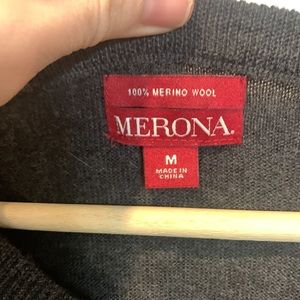 100% MERINO WOOL
MERONA.
M
MADE IN
CHINA